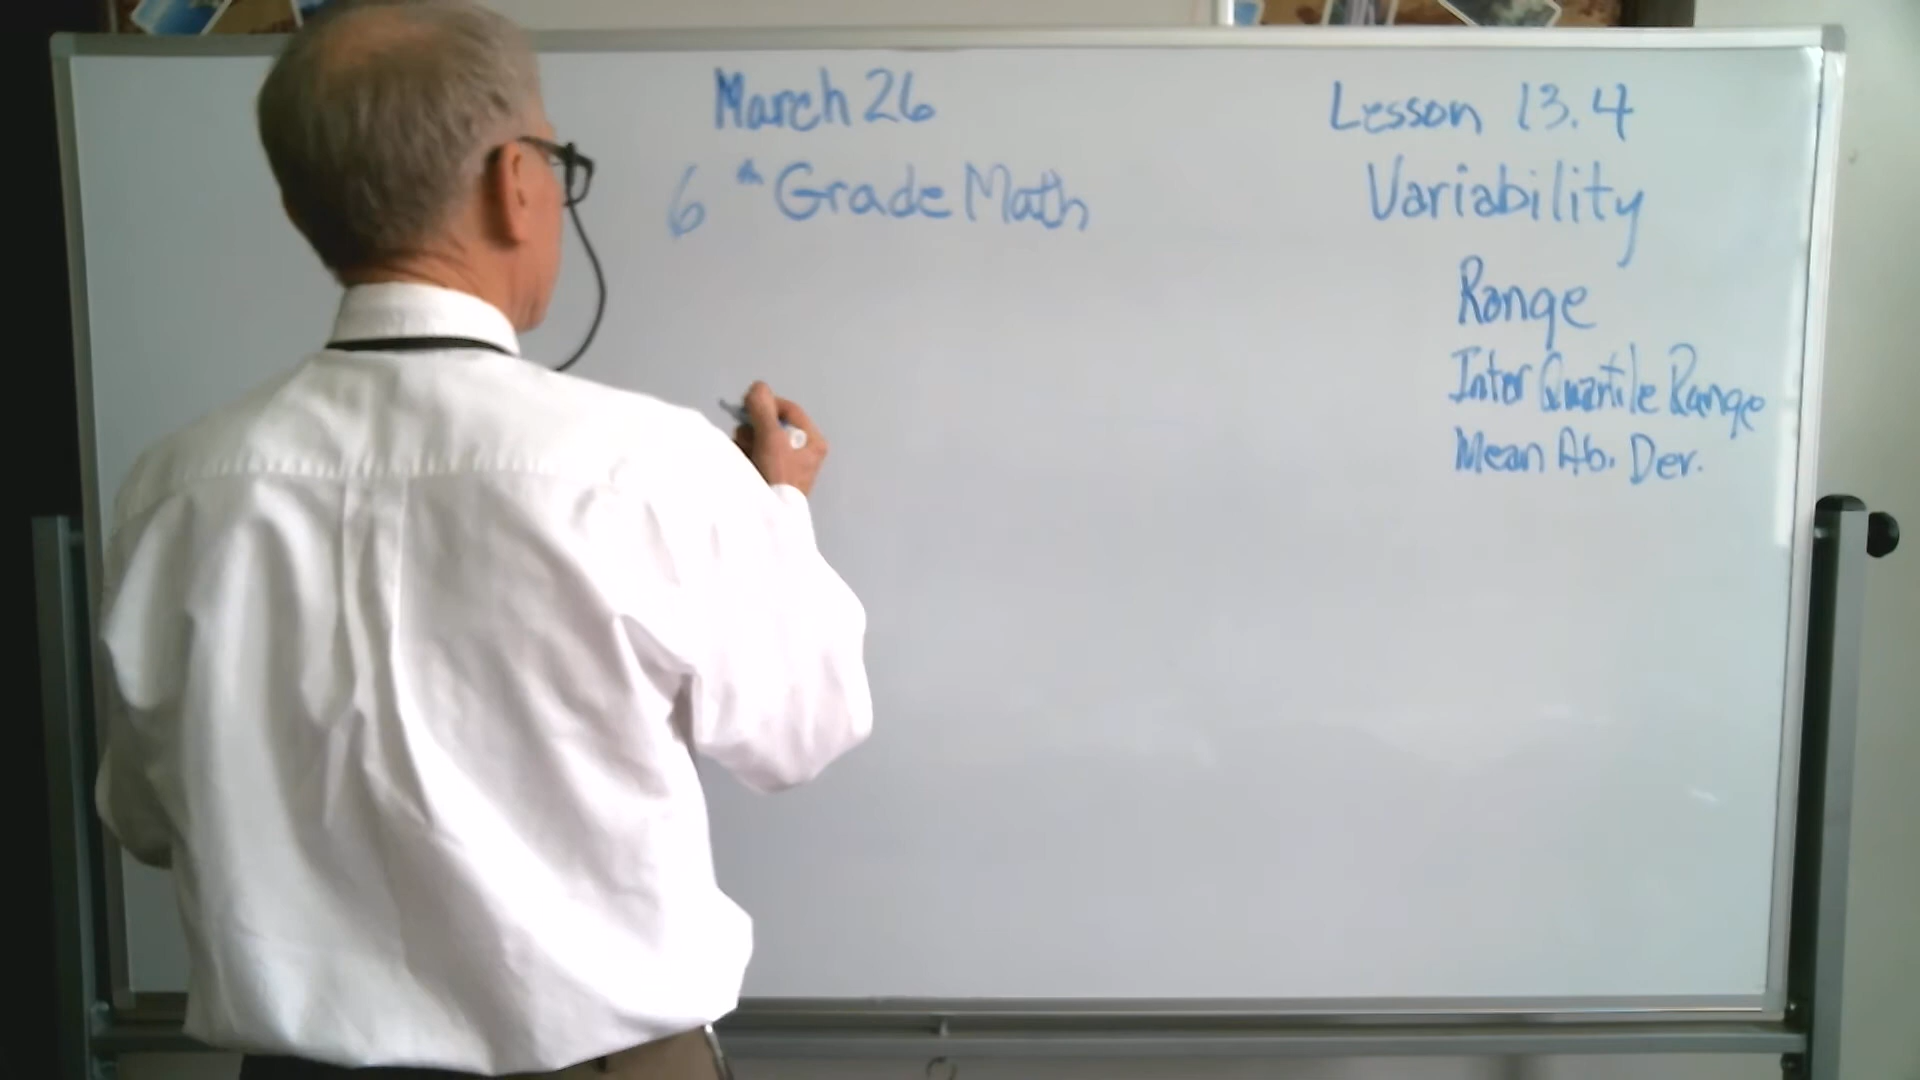 March 26
6th Grade Math
Lesson 13.4
Variability
Range
Inter Quartile Range
Mean Ab. Dev.